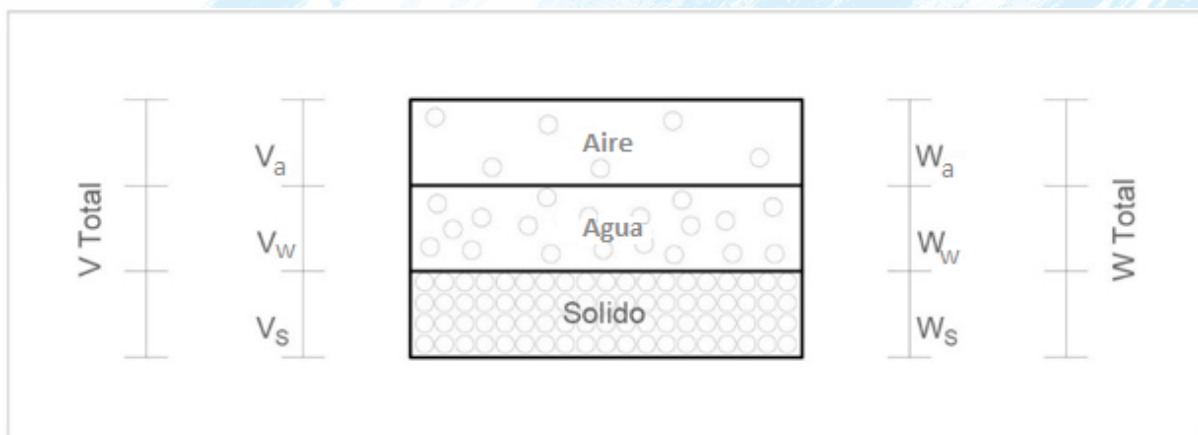 V Total
Va
Vw
Vs
Aire
Agua
Solido
Wa
Ww
Ws
W Total